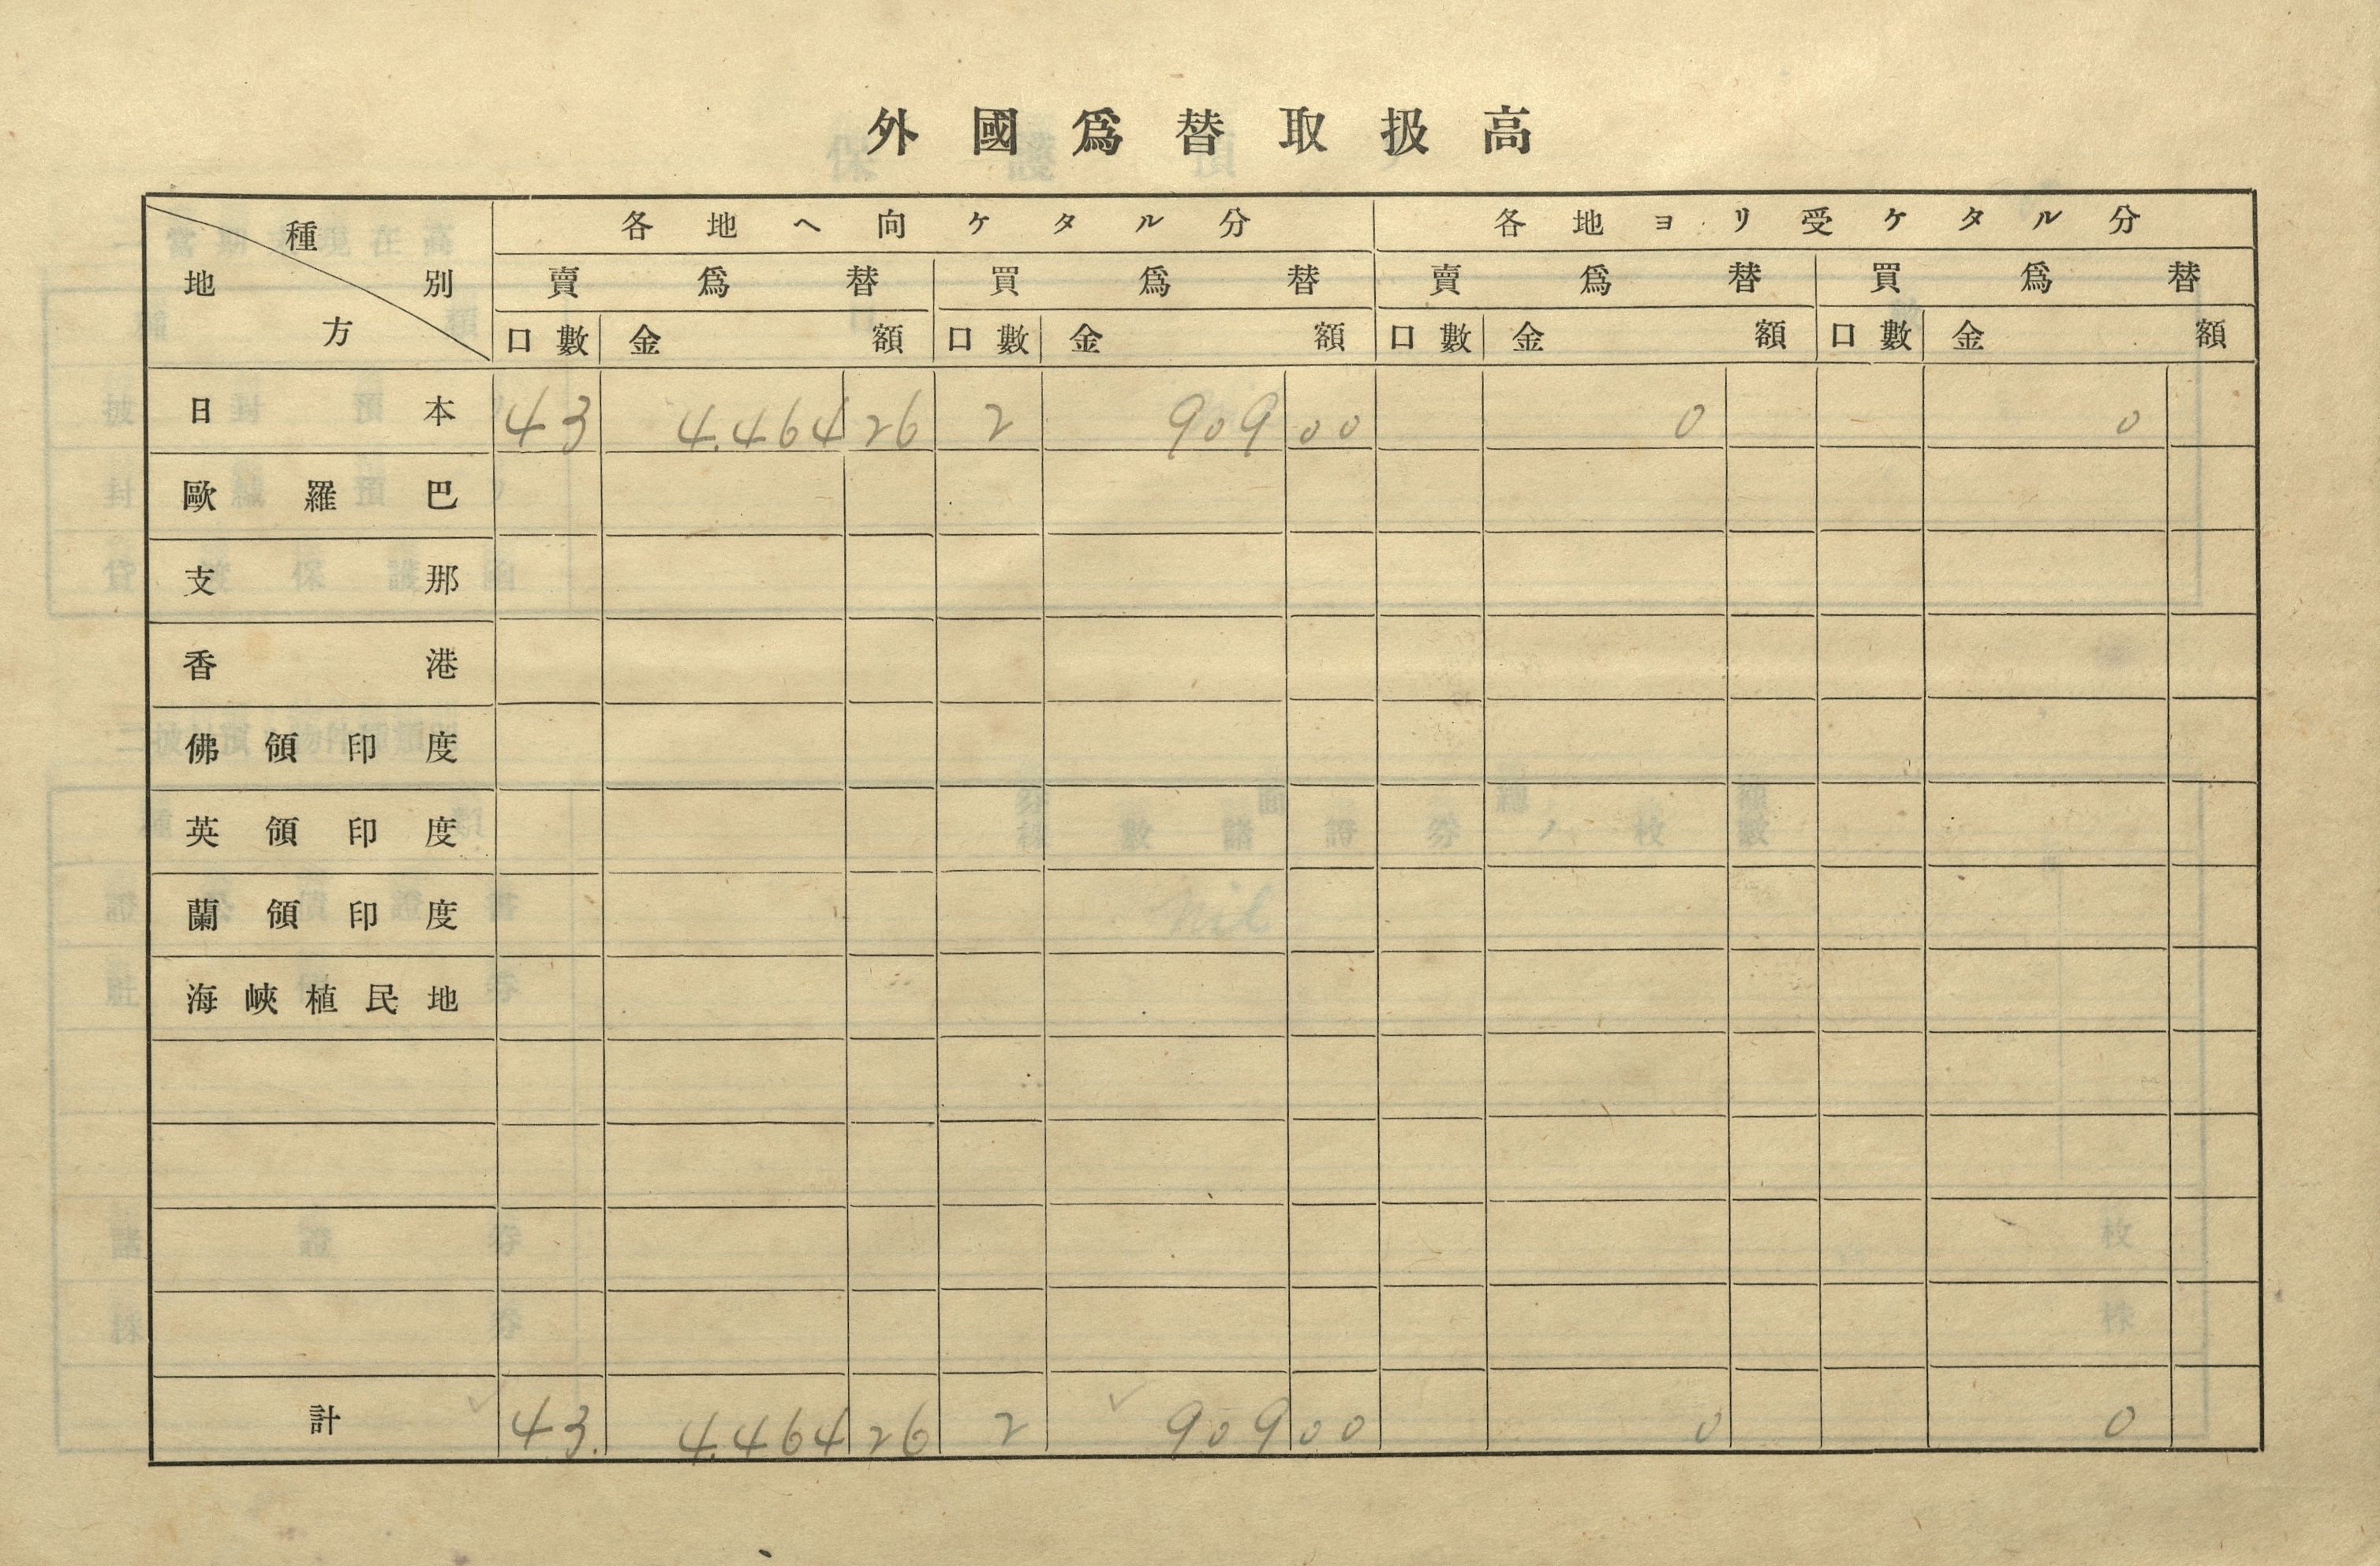 外國爲替取扱高
種別 地方 各地ヘ向ケタル分 各地ヨリ受ケタル分
賣爲替 買爲替 賣爲替 買爲替
口數 金額 口數 金額 口數 金額 口數 金額
日本 43 4.464 26 2 909 00 0 0
歐羅巴
支那
香港
佛領印度
英領印度
蘭領印度
海峽植民地
計 43. 4.464 26 2 909 00 0 0